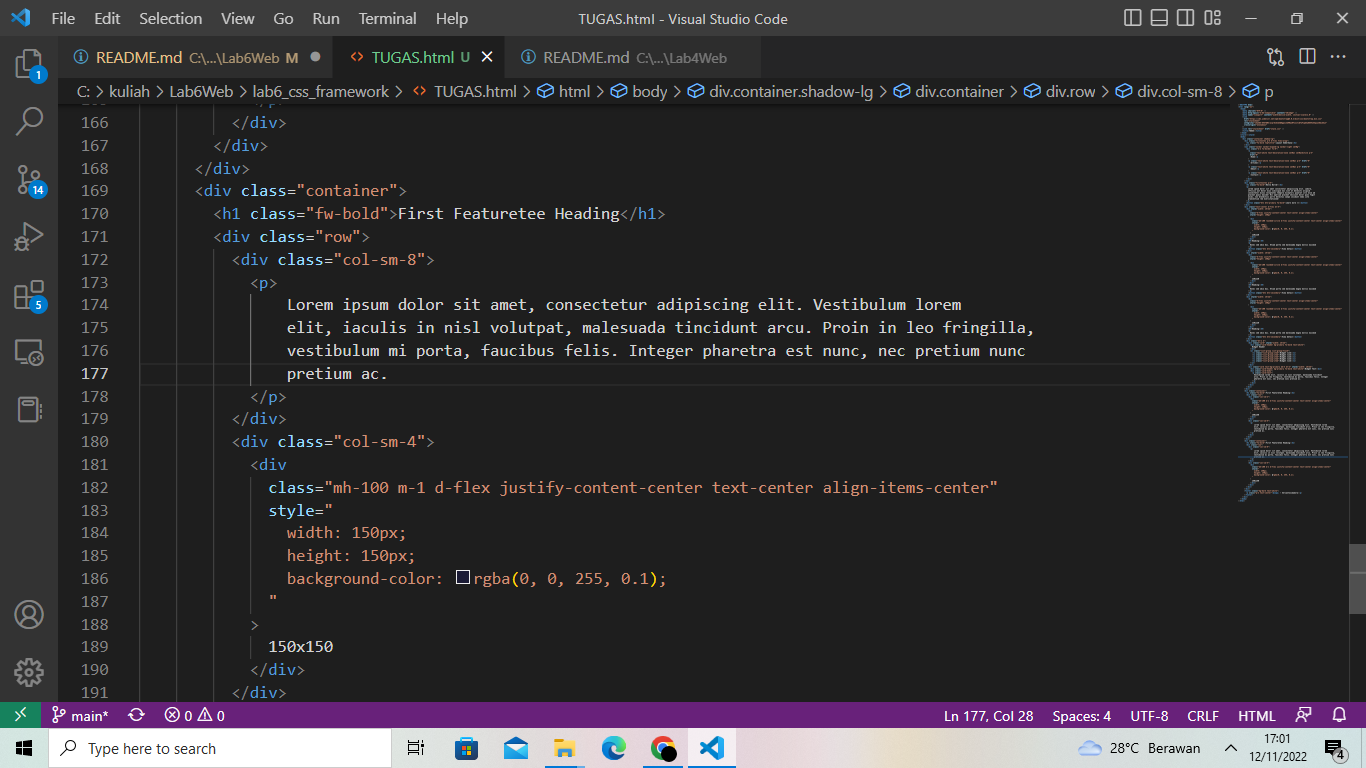 File Edit Selection View Go Run Terminal Help TUGAS.html - Visual Studio Code
README.md C:\...\Lab6Web M TUGAS.html U README.md C:\...\Lab4Web
C: > kuliah > Lab6Web > lab6_css_framework > TUGAS.html > html > body > div.container.shadow-lg > div.container > div.row > div.col-sm-8 > p
166 </div>
167 </div>
168 </div>
169 <div class="container">
170 <h1 class="fw-bold">First Featuretee Heading</h1>
171 <div class="row">
172 <div class="col-sm-8">
173 <p>
174 Lorem ipsum dolor sit amet, consectetur adipiscing elit. Vestibulum lorem
175 elit, iaculis in nisl volutpat, malesuada tincidunt arcu. Proin in leo fringilla,
176 vestibulum mi porta, faucibus felis. Integer pharetra est nunc, nec pretium nunc
177 pretium ac.
178 </p>
179 </div>
180 <div class="col-sm-4">
181 <div
182 class="mh-100 m-1 d-flex justify-content-center text-center align-items-center"
183 style="
184 width: 150px;
185 height: 150px;
186 background-color: rgba(0, 0, 255, 0.1);
187 "
188 >
189 150x150
190 </div>
191 </div>
1
14
5
main* 0 0 Ln 177, Col 28 Spaces: 4 UTF-8 CRLF HTML
Type here to search 28°C Berawan 17:01
12/11/2022 4